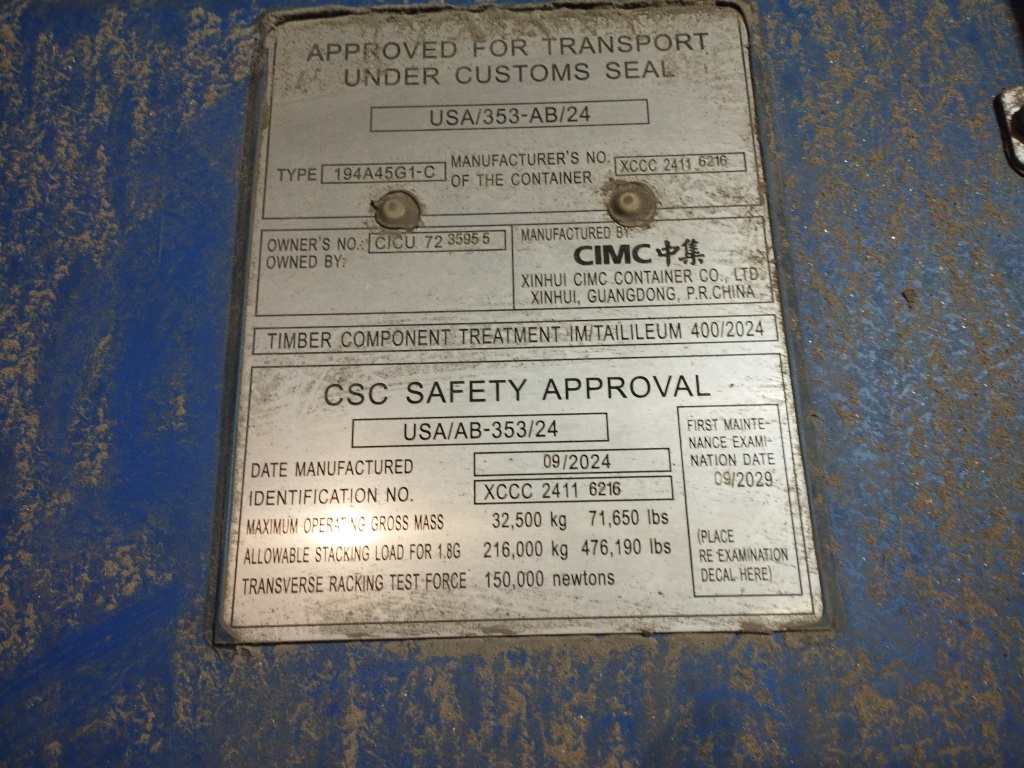 APPROVED FOR TRANSPORT
UNDER CUSTOMS SEAL
USA/353-AB/24
TYPE 194A45G1-C
MANUFACTURER'S NO.
OF THE CONTAINER
XCCC 2411 6216
OWNER'S NO.: CICU 72 3595 5
OWNED BY:
MANUFACTURED BY:
CIMC 中集
XINHUI CIMC CONTAINER CO., LTD
XINHUI, GUANGDONG, P.R.CHINA
TIMBER COMPONENT TREATMENT IM/TAILILEUM 400/2024
CSC SAFETY APPROVAL
USA/AB-353/24
DATE MANUFACTURED 09/2024
IDENTIFICATION NO. XCCC 2411 6216
MAXIMUM OPERATING GROSS MASS 32,500 kg 71,650 lbs
ALLOWABLE STACKING LOAD FOR 1.8G 216,000 kg 476,190 lbs
TRANSVERSE RACKING TEST FORCE 150,000 newtons
FIRST MAINTE-
NANCE EXAMI-
NATION DATE
09/2029
(PLACE
RE EXAMINATION
DECAL HERE)